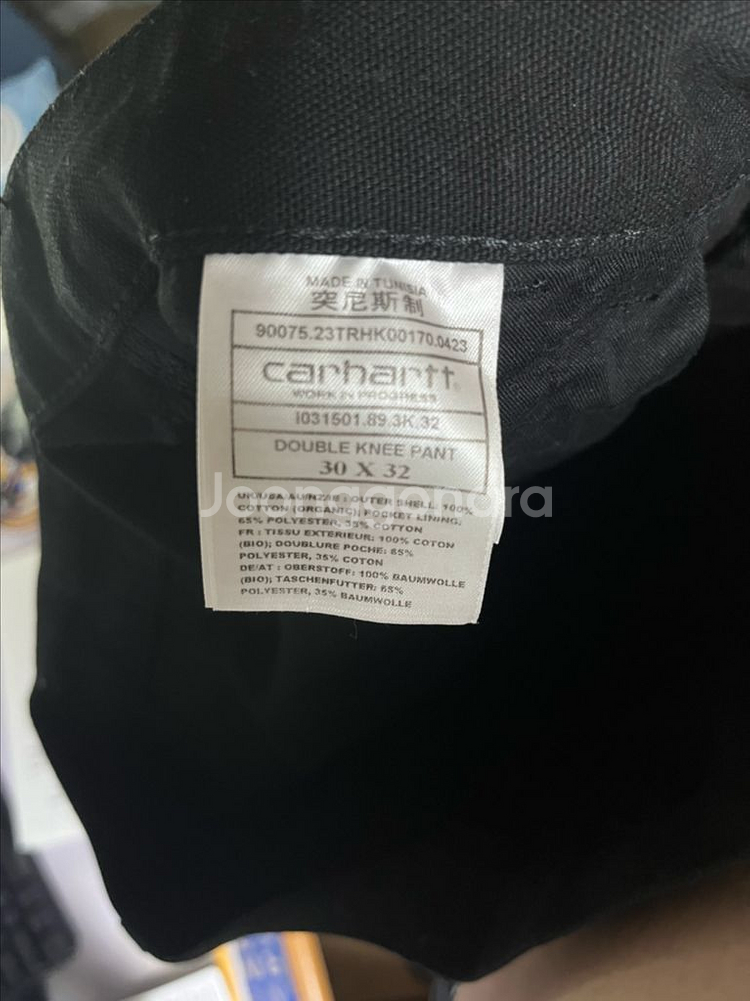 MADE IN TUNISIA
突尼斯制
90075.23TRHK00170.0423
carhartt
WORK IN PROGRESS
I031501.89.3K.32
DOUBLE KNEE PANT
30 X 32
Joongonara
OUTER SHELL: 100%
COTTON (ORGANIC); POCKET LINING:
65% POLYESTER, 35% COTTON
FR : TISSU EXTERIEUR: 100% COTON
(BIO); DOUBLURE POCHE: 65%
POLYESTER, 35% COTON
DE/AT : OBERSTOFF: 100% BAUMWOLLE
(BIO); TASCHENFUTTER: 65%
POLYESTER, 35% BAUMWOLLE